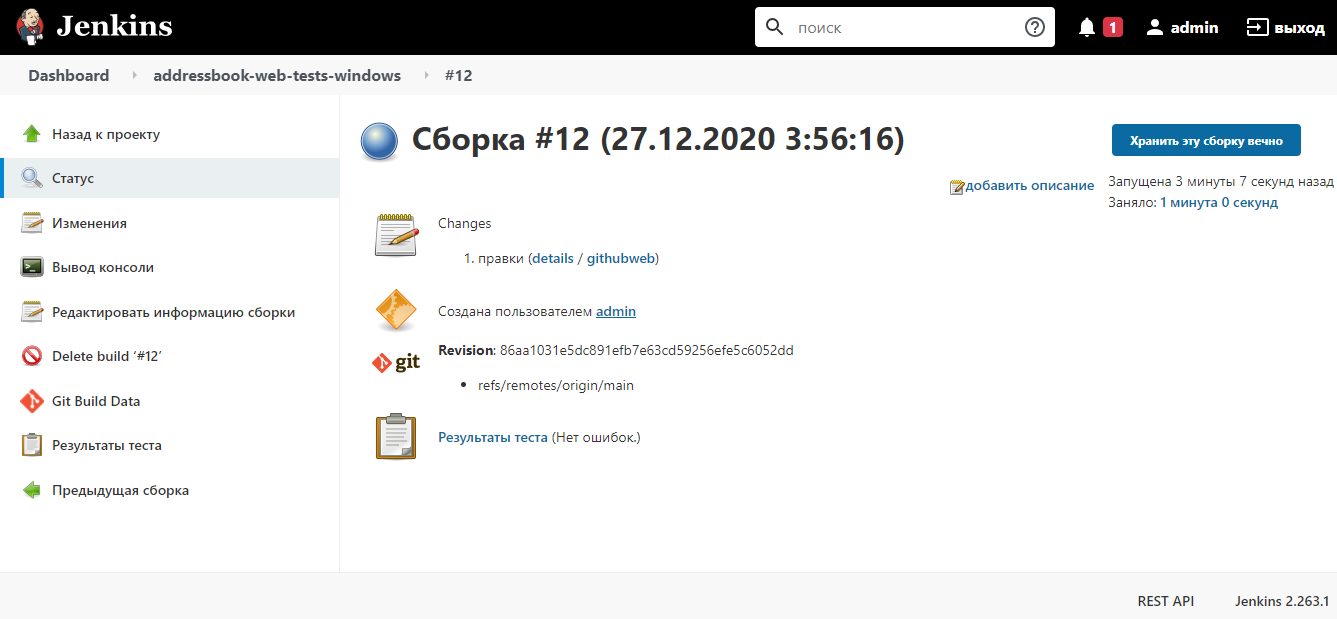 Jenkins
поиск
1
admin
выход
Dashboard
addressbook-web-tests-windows
#12
Назад к проекту
Статус
Изменения
Вывод консоли
Редактировать информацию сборки
Delete build ‘#12’
Git Build Data
Результаты теста
Предыдущая сборка
Сборка #12 (27.12.2020 3:56:16)
Хранить эту сборку вечно
добавить описание
Запущена 3 минуты 7 секунд назад
Заняло: 1 минута 0 секунд
Changes
1. правки (details / githubweb)
Создана пользователем admin
git
Revision: 86aa1031e5dc891efb7e63cd59256efe5c6052dd
• refs/remotes/origin/main
Результаты теста (Нет ошибок.)
REST API
Jenkins 2.263.1